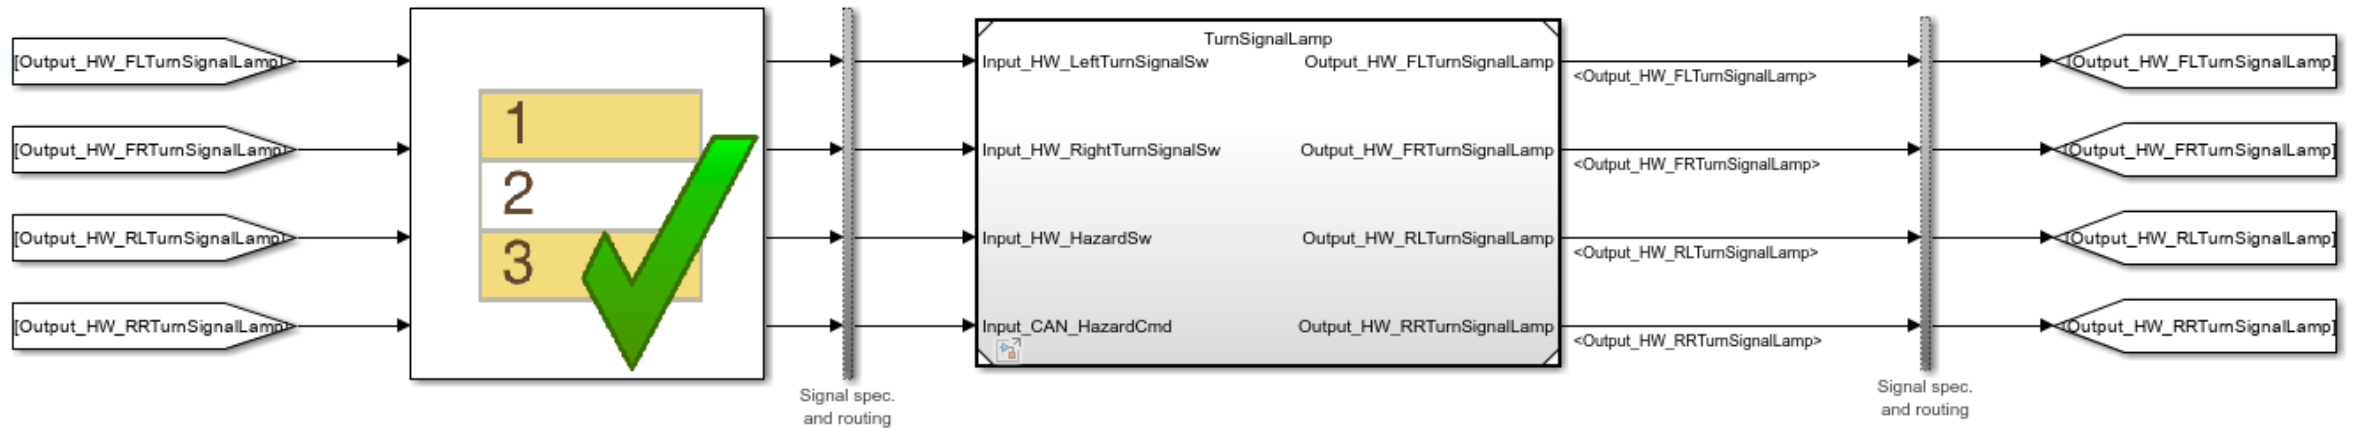 [Output_HW_FLTurnSignalLamp]
[Output_HW_FRTurnSignalLamp]
[Output_HW_RLTurnSignalLamp]
[Output_HW_RRTurnSignalLamp]
1
2
3
Signal spec.
and routing
TurnSignalLamp
Input_HW_LeftTurnSignalSw
Output_HW_FLTurnSignalLamp
Input_HW_RightTurnSignalSw
Output_HW_FRTurnSignalLamp
Input_HW_HazardSw
Output_HW_RLTurnSignalLamp
Input_CAN_HazardCmd
Output_HW_RRTurnSignalLamp
<Output_HW_FLTurnSignalLamp>
<Output_HW_FRTurnSignalLamp>
<Output_HW_RLTurnSignalLamp>
<Output_HW_RRTurnSignalLamp>
Signal spec.
and routing
[Output_HW_FLTurnSignalLamp]
[Output_HW_FRTurnSignalLamp]
[Output_HW_RLTurnSignalLamp]
[Output_HW_RRTurnSignalLamp]